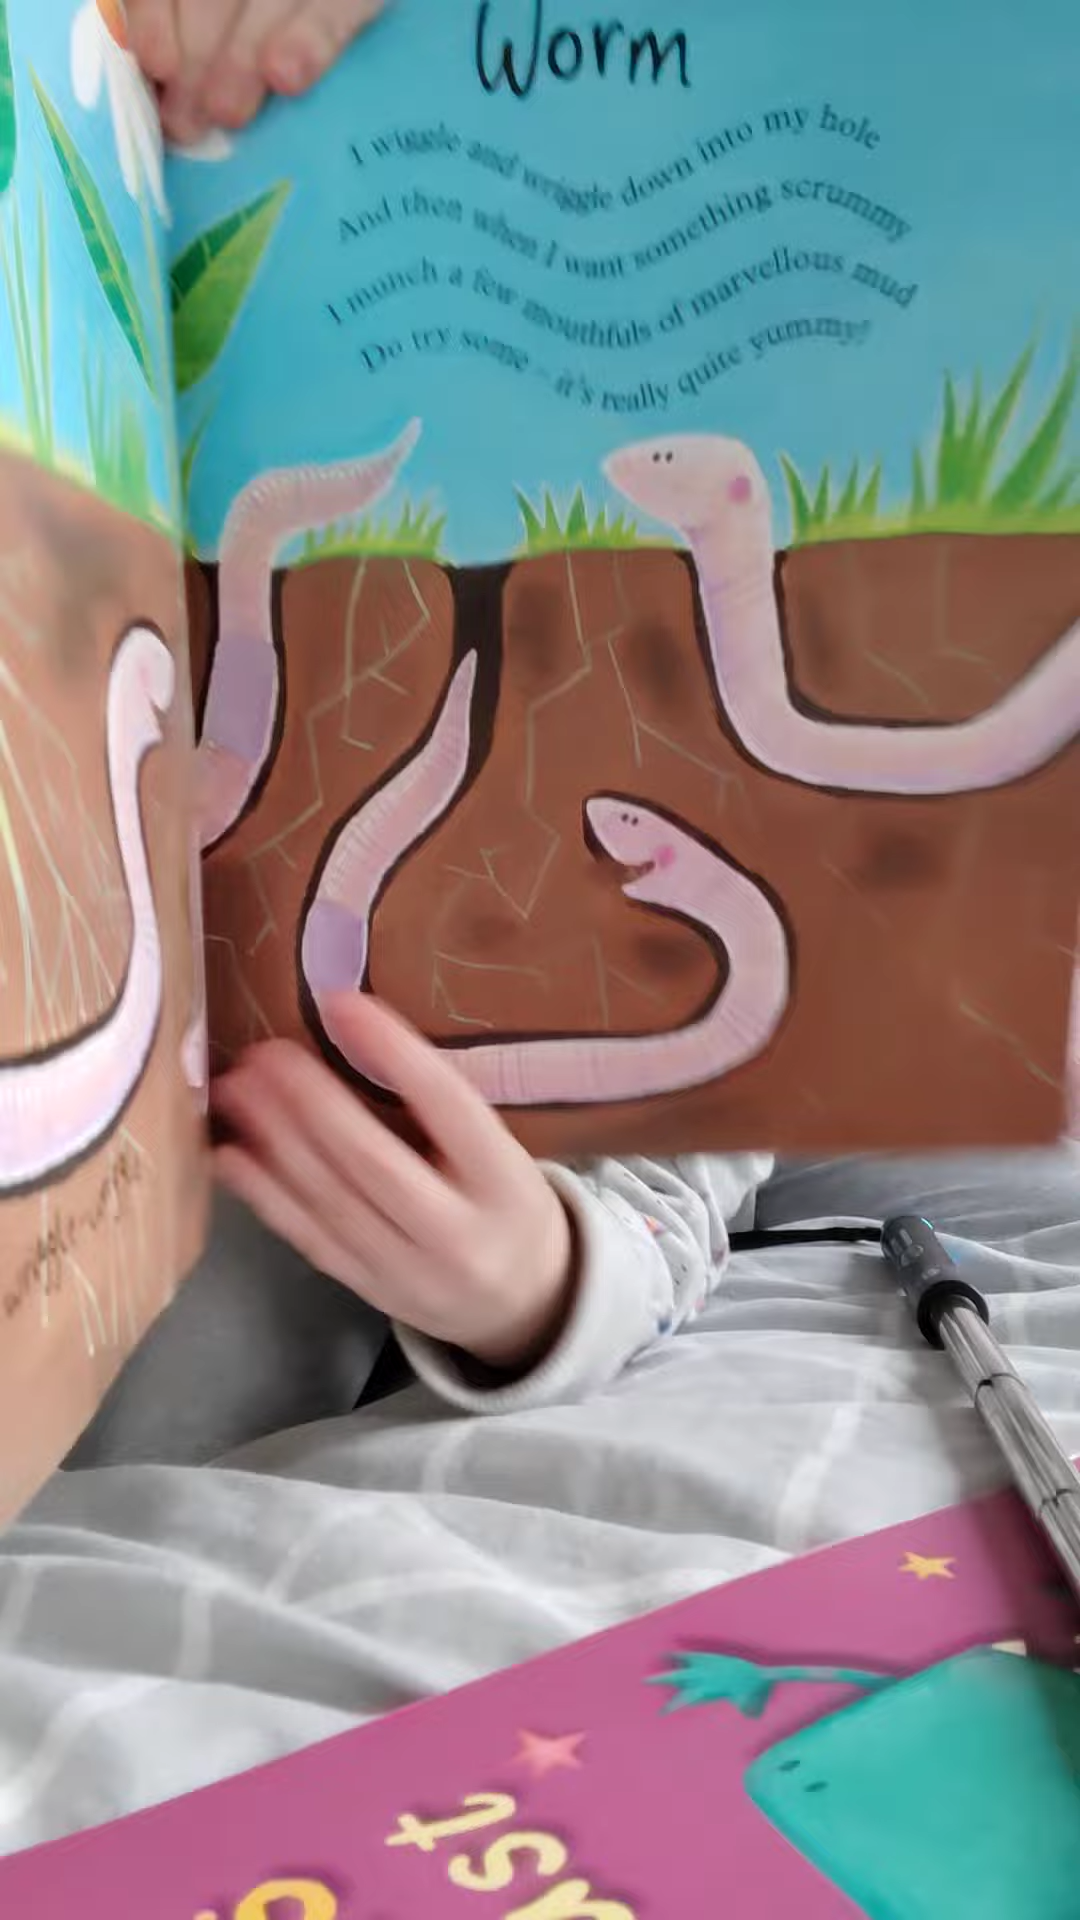 Worm
I wiggle and wriggle down into my hole
And then when I want something scrummy
I munch a few mouthfuls of marvellous mud
Do try some – it's really quite yummy!